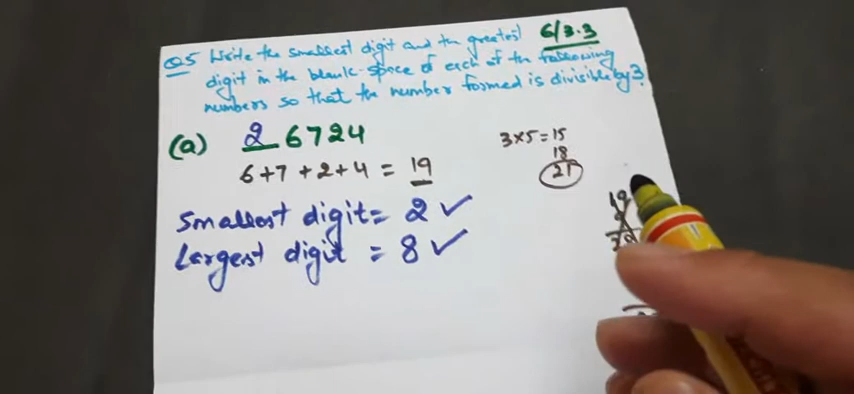 Q5 Write the smallest digit and the greatest 6/3.3
digit in the blank space of each of the following
numbers so that the number formed is divisible by 3.
(a) 2 6724
3×5=15
18
21
6+7+2+4 = 19
Smallest digit = 2 ✓
Largest digit = 8 ✓
19